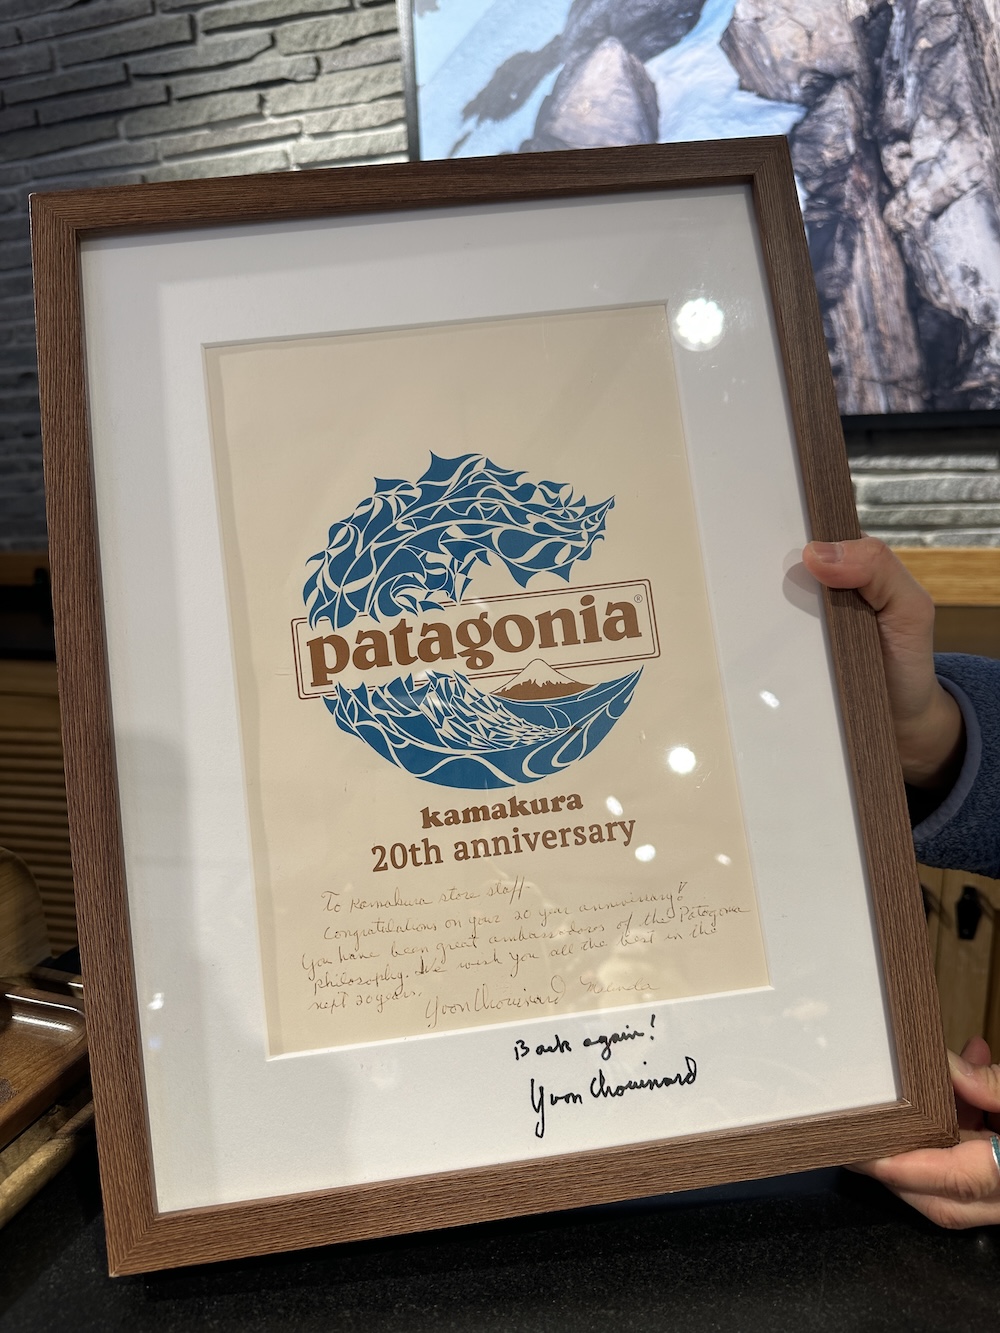 patagonia®
kamakura
20th anniversary
To Kamakura store staff-
Congratulations on your 20 year anniversary!
You have been great ambassadors of the Patagonia
philosophy. We wish you all the best in the
next 20 years.
Yvon Chouinard Malinda
Back again!
Yvon Chouinard